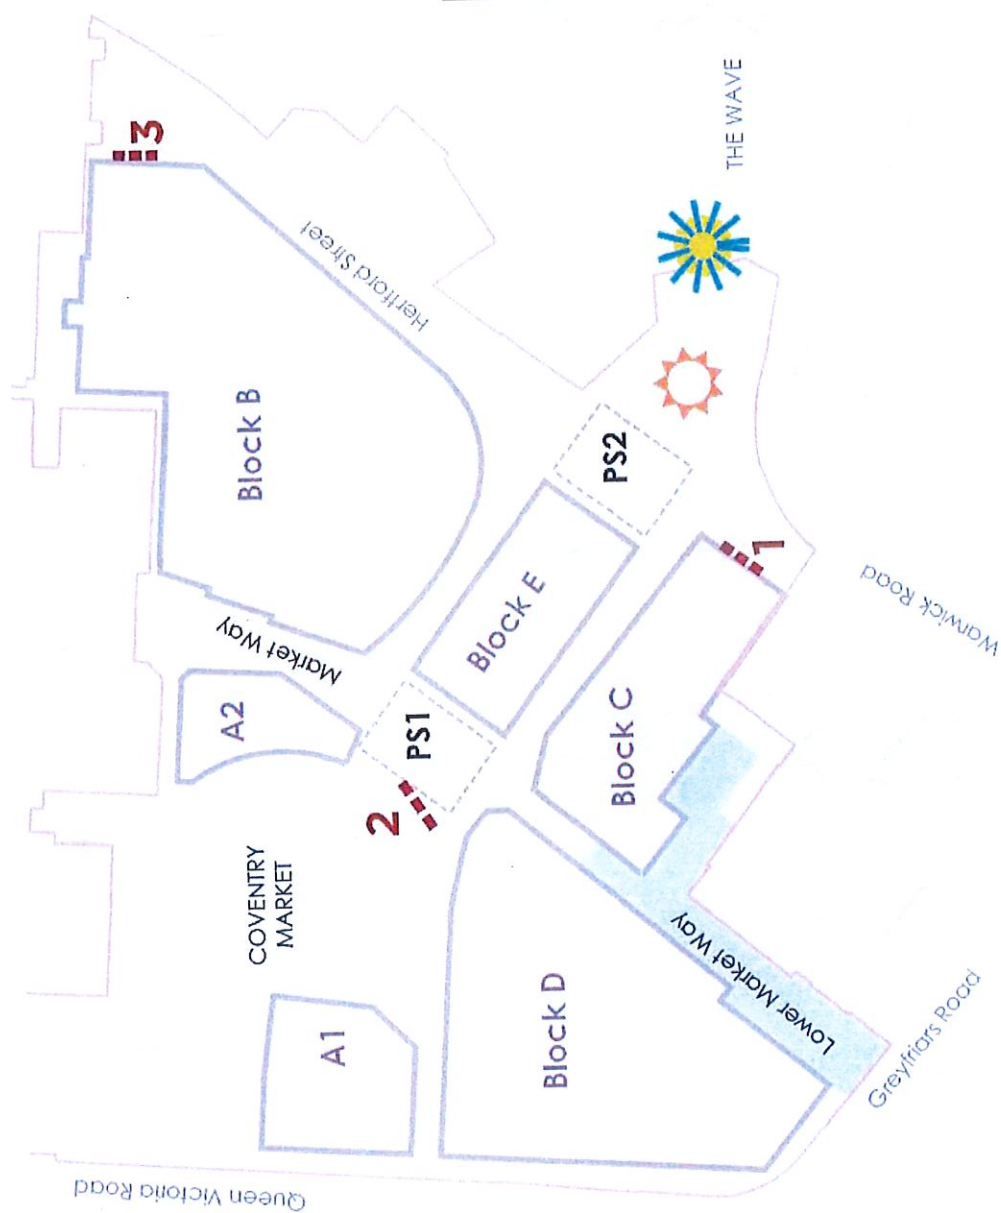 Queen Victoria Road
3
A2
Block B
Market Way
COVENTRY
MARKET
A1
Hertford Street
2
PS1
Block E
Block D
PS2
Block C
THE WAVE
Lower Market Way
1
Greyfriars Road
Warwick Road